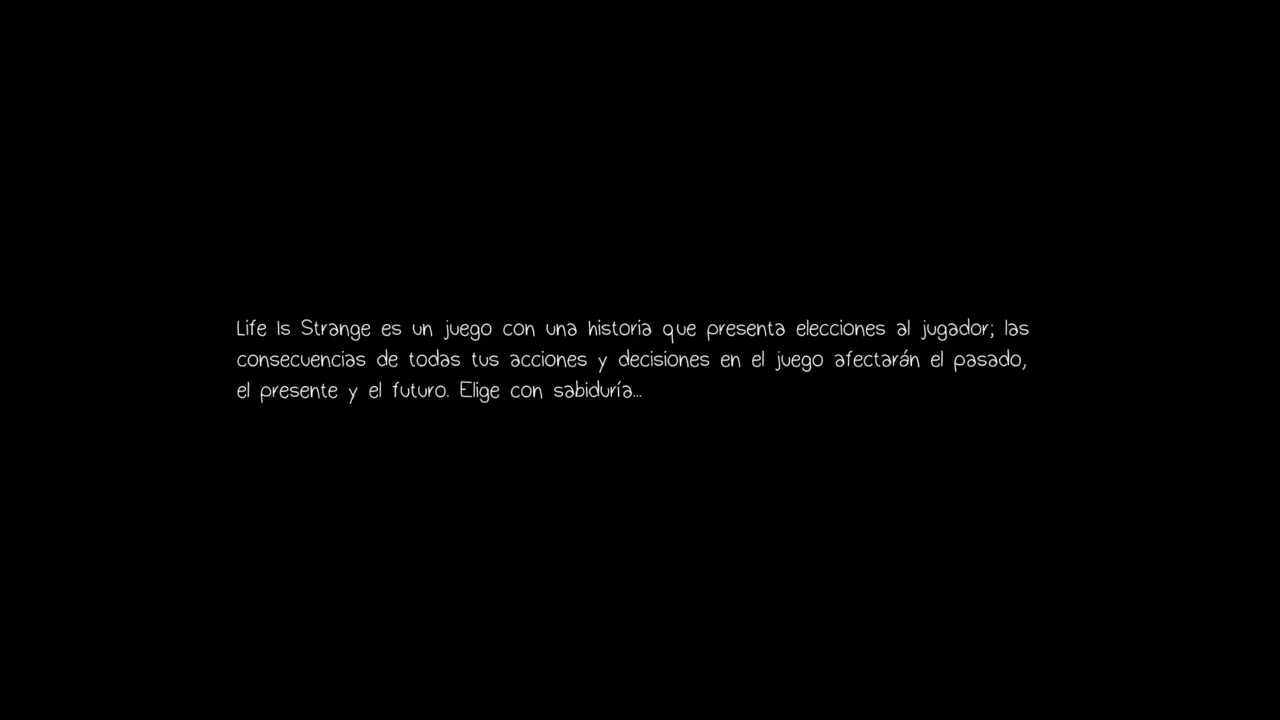 Life Is Strange es un juego con una historia que presenta elecciones al jugador; las
consecuencias de todas tus acciones y decisiones en el juego afectarán el pasado,
el presente y el futuro. Elige con sabiduría...